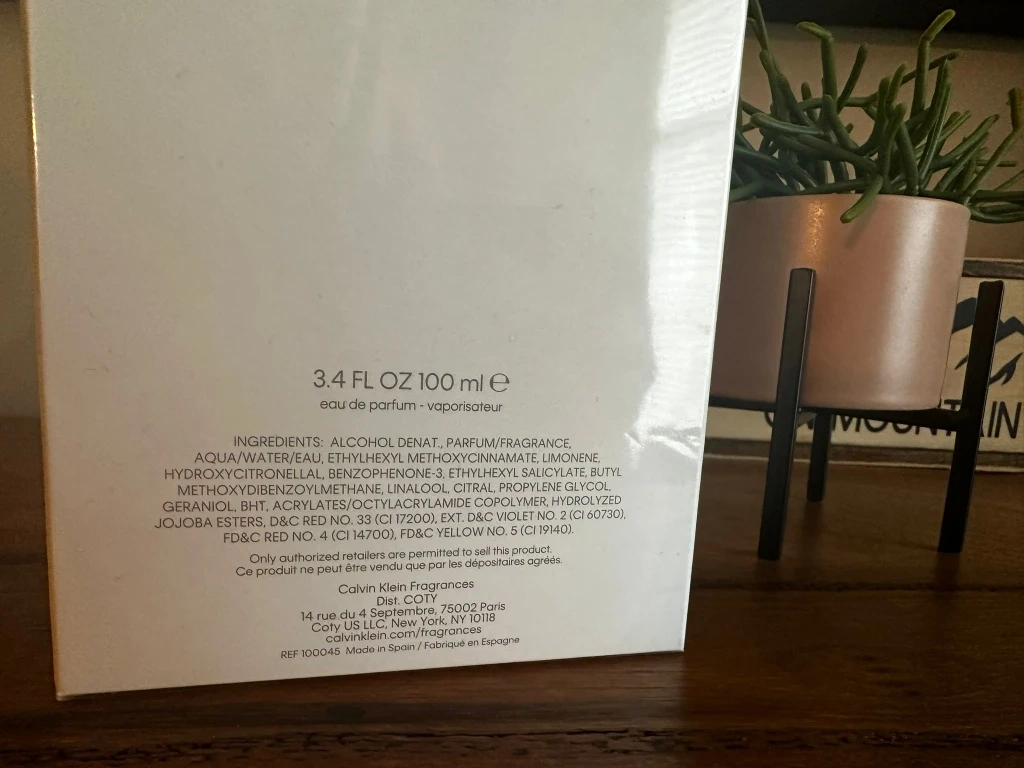 3.4 FL OZ 100 ml ℮
eau de parfum - vaporisateur
INGREDIENTS: ALCOHOL DENAT., PARFUM/FRAGRANCE,
AQUA/WATER/EAU, ETHYLHEXYL METHOXYCINNAMATE, LIMONENE,
HYDROXYCITRONELLAL, BENZOPHENONE-3, ETHYLHEXYL SALICYLATE, BUTYL
METHOXYDIBENZOYLMETHANE, LINALOOL, CITRAL, PROPYLENE GLYCOL,
GERANIOL, BHT, ACRYLATES/OCTYLACRYLAMIDE COPOLYMER, HYDROLYZED
JOJOBA ESTERS, D&C RED NO. 33 (CI 17200), EXT. D&C VIOLET NO. 2 (CI 60730),
FD&C RED NO. 4 (CI 14700), FD&C YELLOW NO. 5 (CI 19140).
Only authorized retailers are permitted to sell this product.
Ce produit ne peut être vendu que par les dépositaires agréés.
Calvin Klein Fragrances
Dist. COTY
14 rue du 4 Septembre, 75002 Paris
Coty US LLC, New York, NY 10118
calvinklein.com/fragrances
REF 100045 Made in Spain / Fabriqué en Espagne
MOUNTAIN